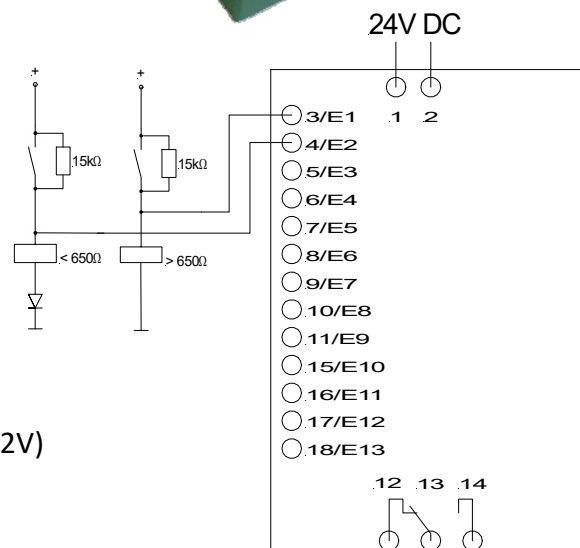 24V DC
+ +
3/E1 1 2
15kΩ 15kΩ 4/E2
5/E3
6/E4
7/E5
< 650Ω > 650Ω 8/E6
9/E7
10/E8
11/E9
15/E10
16/E11
2V) 17/E12
18/E13
12 13 14